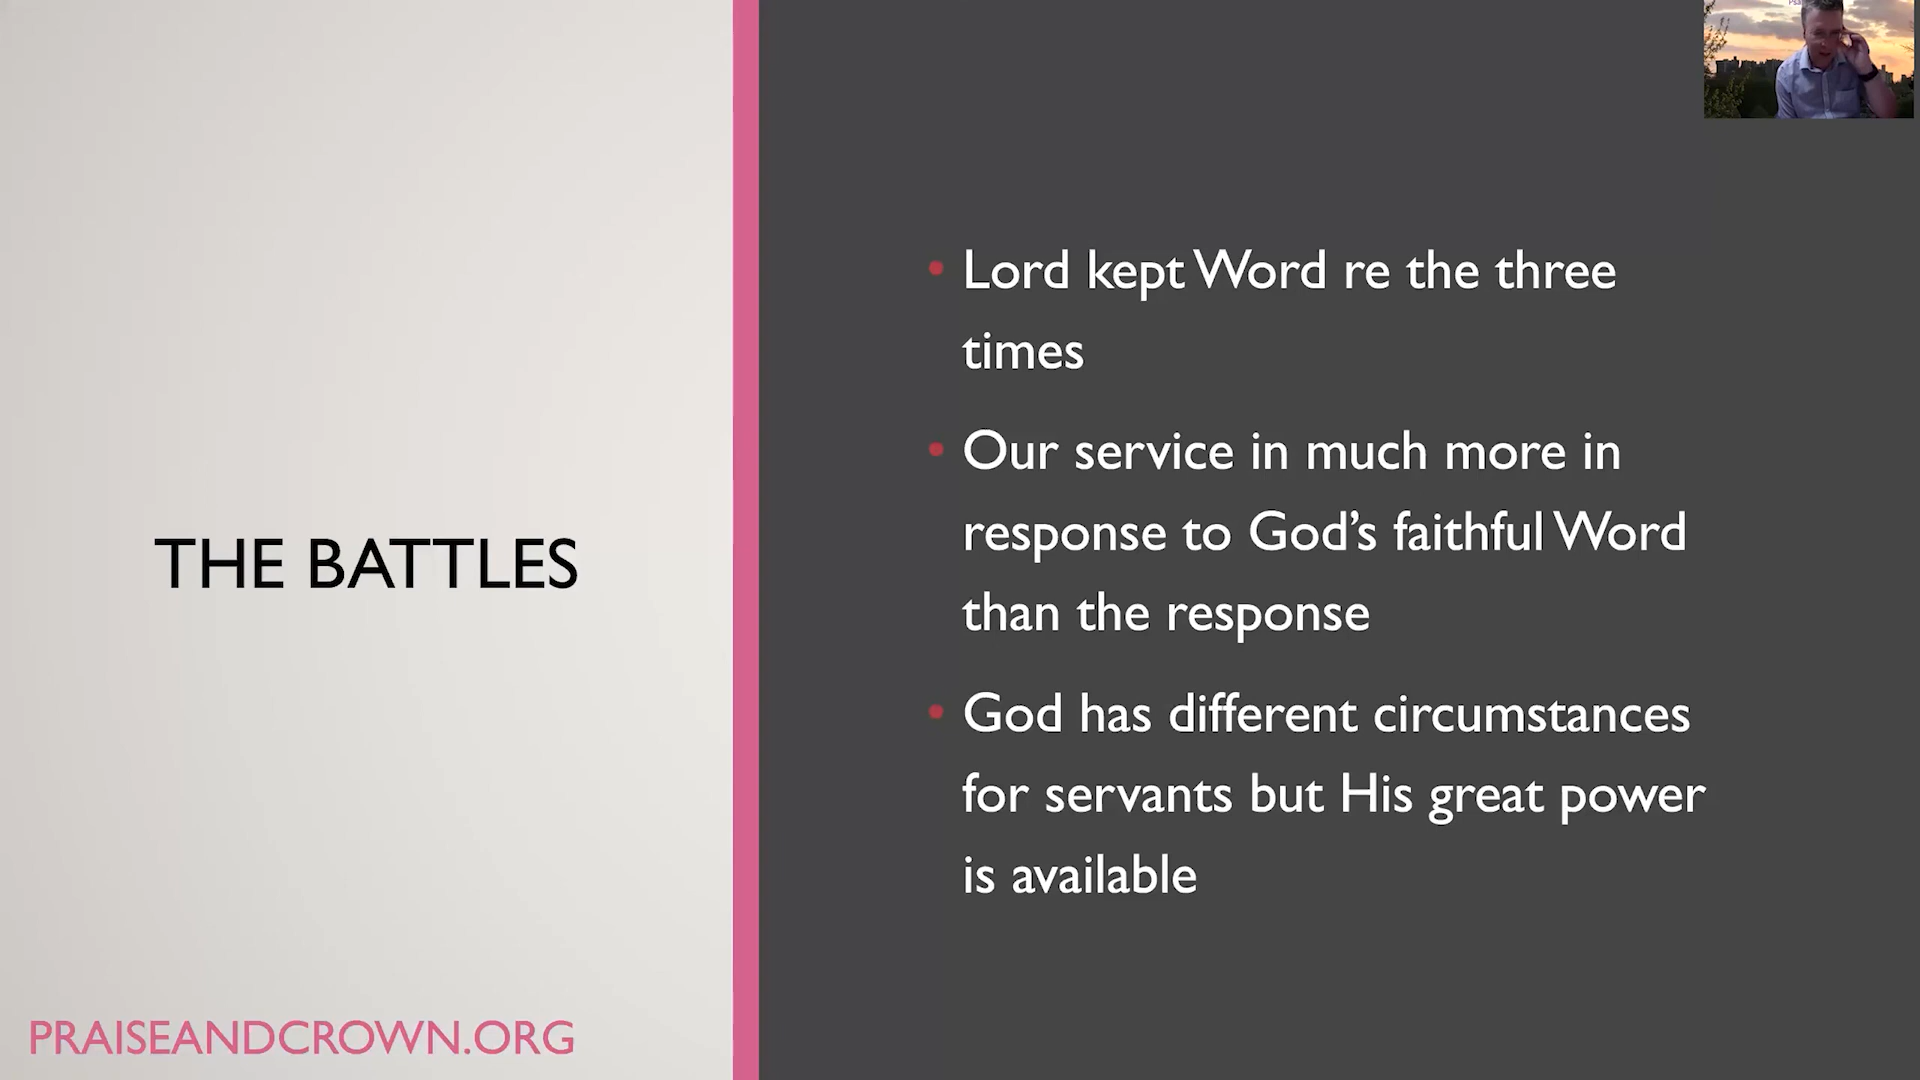 THE BATTLES
PRAISEANDCROWN.ORG
• Lord kept Word re the three
times
• Our service in much more in
response to God's faithful Word
than the response
• God has different circumstances
for servants but His great power
is available